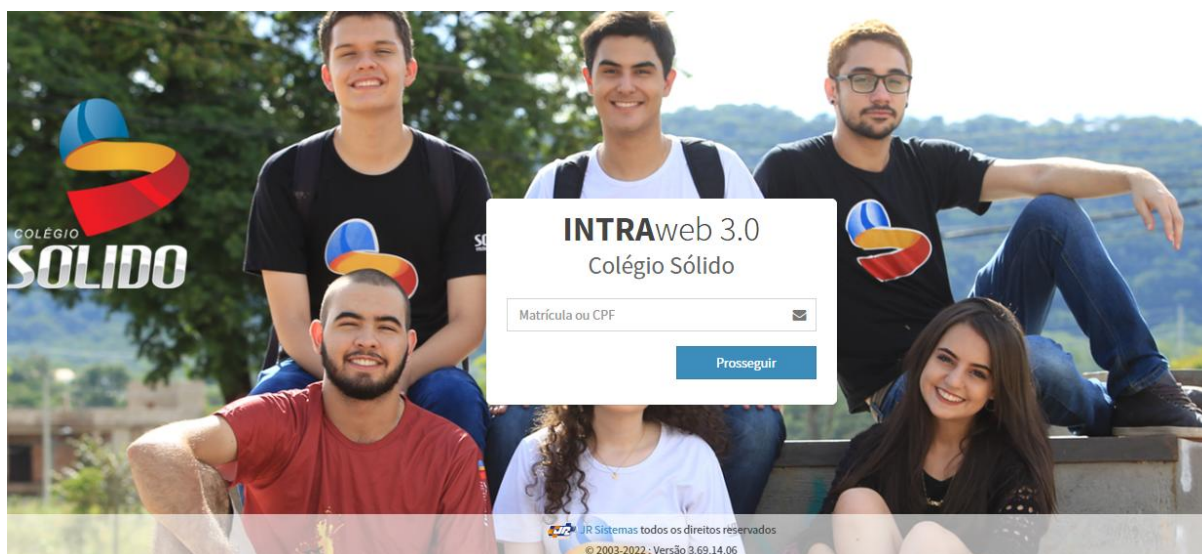 COLÉGIO
SÓLIDO
INTRAweb 3.0
Colégio Sólido
Matrícula ou CPF
Prosseguir
JR Sistemas todos os direitos reservados
© 2003-2022 : Versão 3.69.14.06